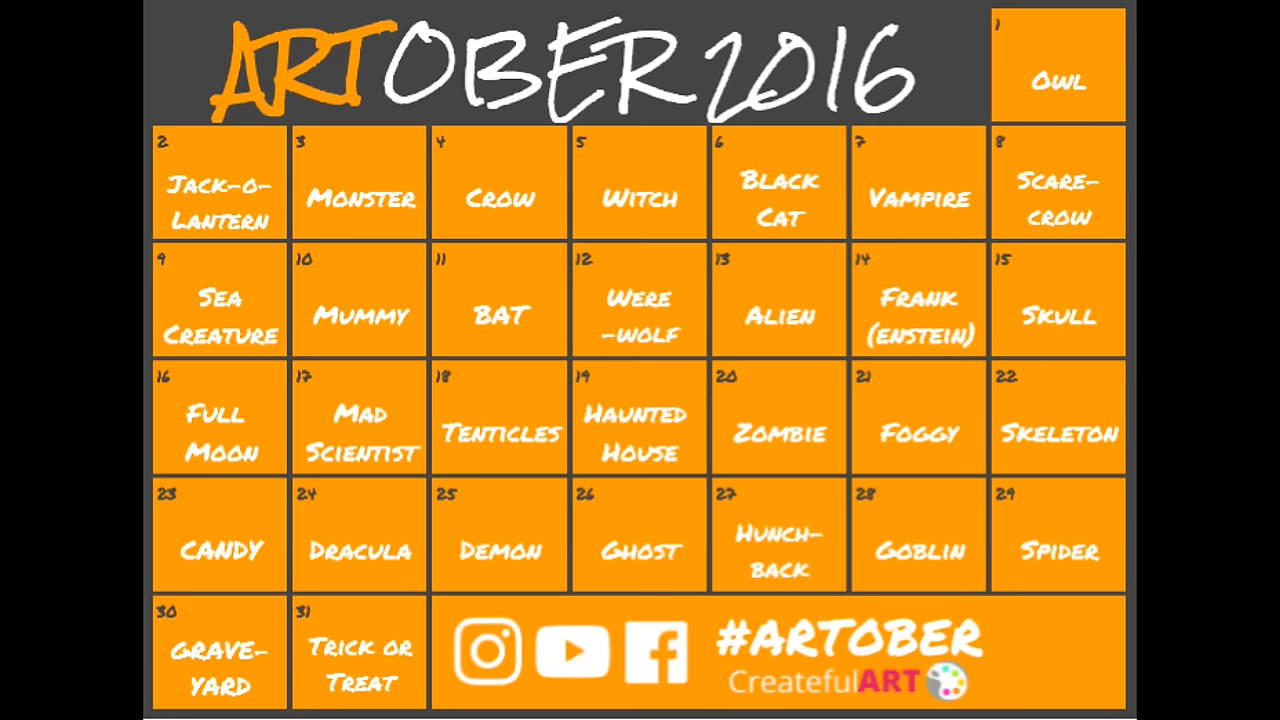 ARTOBER 2016
1
OWL
2
JACK-O-
LANTERN
3
MONSTER
4
CROW
5
WITCH
6
BLACK
CAT
7
VAMPIRE
8
SCARE-
CROW
9
SEA
CREATURE
10
MUMMY
11
BAT
12
WERE
-WOLF
13
ALIEN
14
FRANK
(ENSTEIN)
15
SKULL
16
FULL
MOON
17
MAD
SCIENTIST
18
TENTICLES
19
HAUNTED
HOUSE
20
ZOMBIE
21
FOGGY
22
SKELETON
23
CANDY
24
DRACULA
25
DEMON
26
GHOST
27
HUNCH-
BACK
28
GOBLIN
29
SPIDER
30
GRAVE-
YARD
31
TRICK OR
TREAT
#ARTOBER
CreatefulART